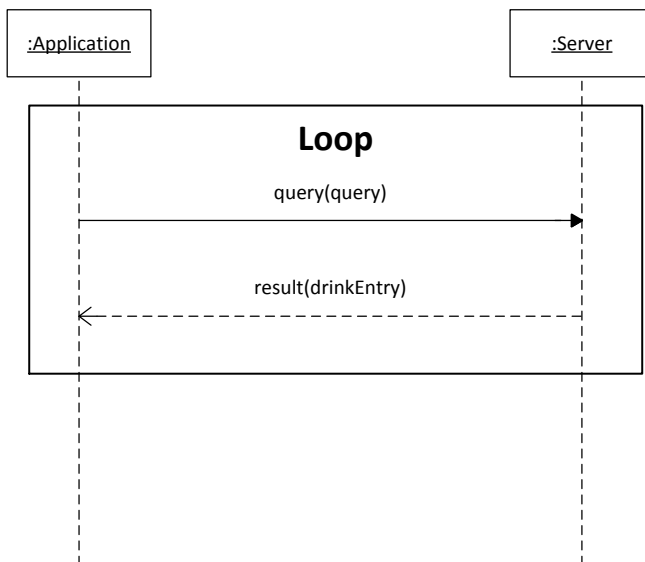 :Application
:Server
Loop
query(query)
result(drinkEntry)